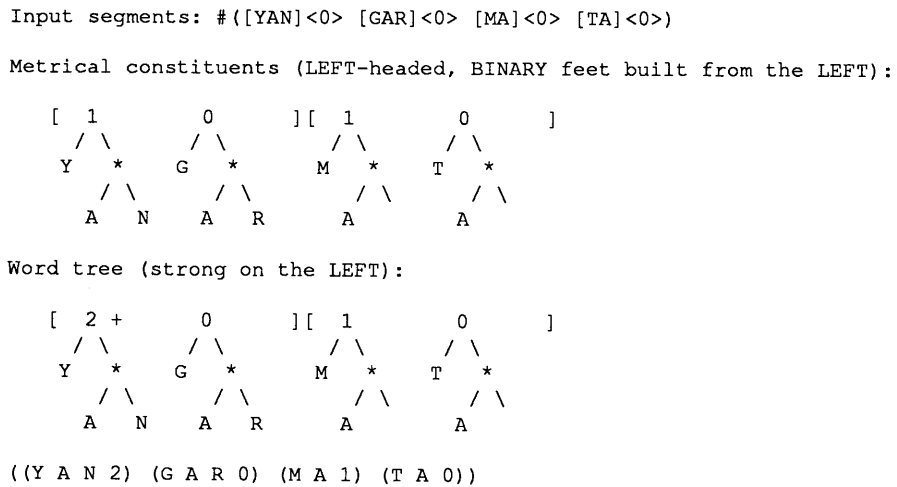 Input segments: #([YAN]<0> [GAR]<0> [MA]<0> [TA]<0>)
Metrical constituents (LEFT-headed, BINARY feet built from the LEFT):
[ 1 0 ][ 1 0 ]
/ \ / \ / \ / \
Y * G * M * T *
/ \ / \ / \ / \
A N A R A A
Word tree (strong on the LEFT):
[ 2 + 0 ][ 1 0 ]
/ \ / \ / \ / \
Y * G * M * T *
/ \ / \ / \ / \
A N A R A A
((Y A N 2) (G A R 0) (M A 1) (T A 0))